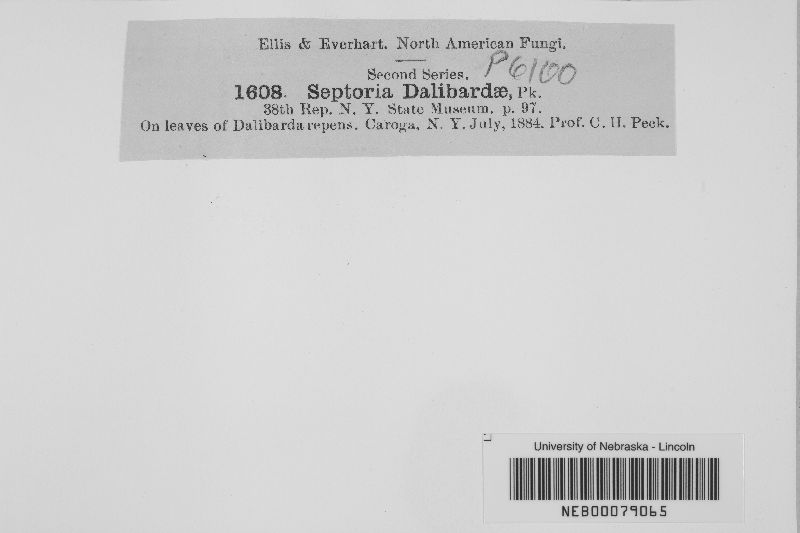 Ellis & Everhart. North American Fungi.
Second Series.
P6100
1608. Septoria Dalibardæ, Pk.
38th Rep. N. Y. State Museum, p. 97.
On leaves of Dalibarda repens. Caroga, N. Y. July, 1884. Prof. C. H. Peck.
University of Nebraska - Lincoln
NEB00079065